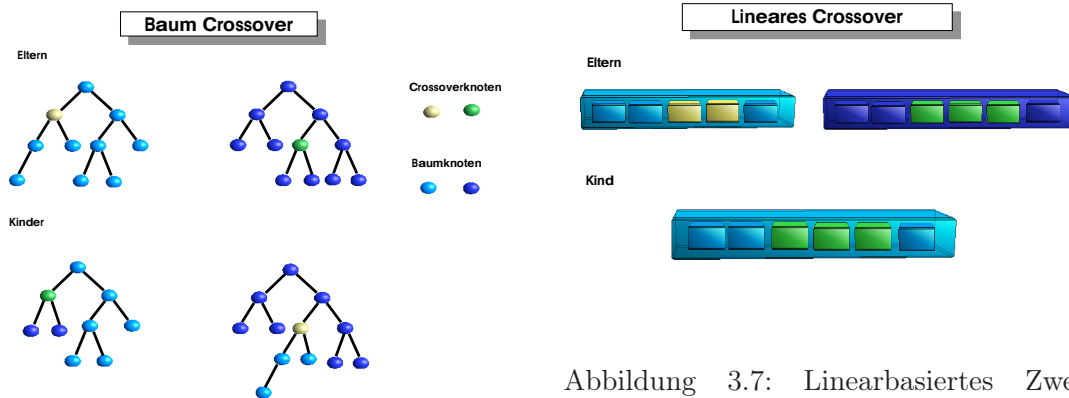 Baum Crossover
Eltern
Crossoverknoten
Baumknoten
Kinder
Lineares Crossover
Eltern
Kind
Abbildung 3.7: Linearbasiertes